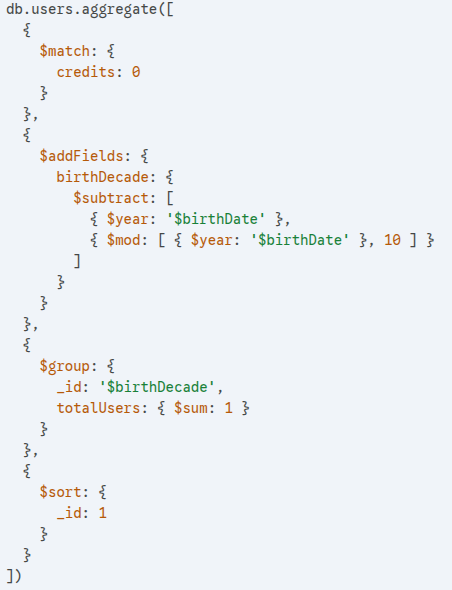 db.users.aggregate([
  {
    $match: {
      credits: 0
    }
  },
  {
    $addFields: {
      birthDecade: {
        $subtract: [
          { $year: '$birthDate' },
          { $mod: [ { $year: '$birthDate' }, 10 ] }
        ]
      }
    }
  },
  {
    $group: {
      _id: '$birthDecade',
      totalUsers: { $sum: 1 }
    }
  },
  {
    $sort: {
      _id: 1
    }
  }
])